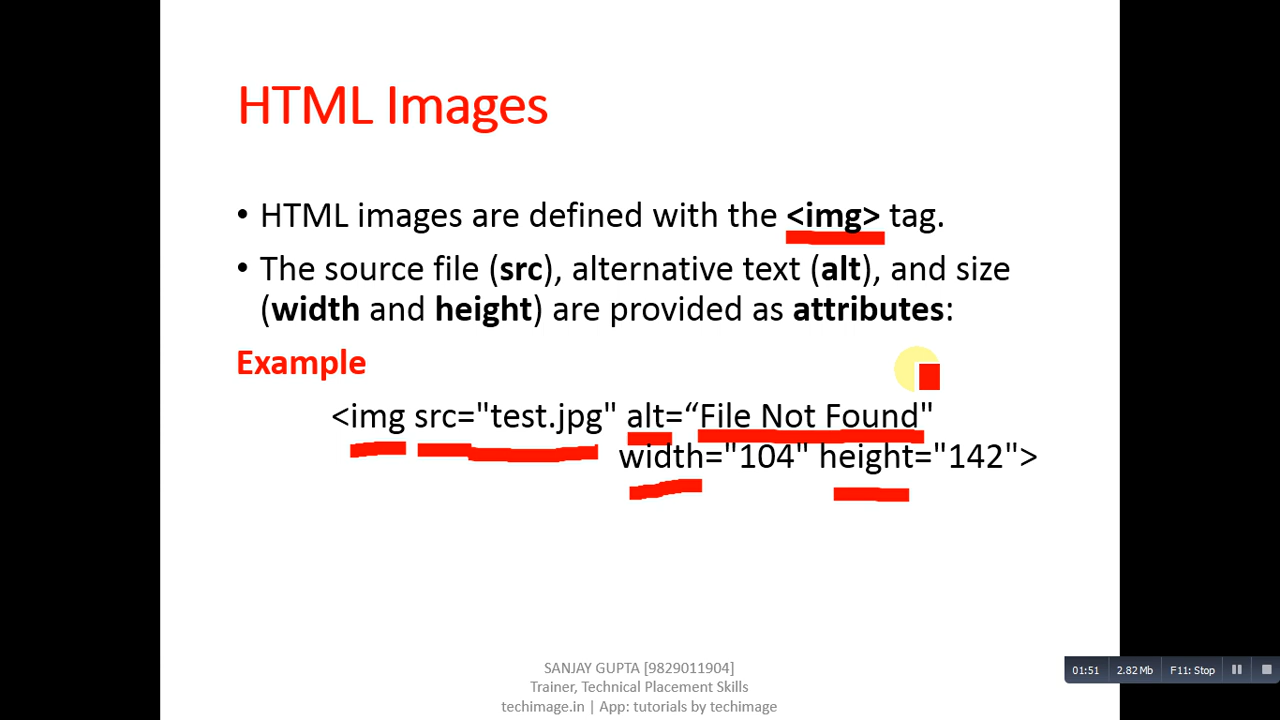 HTML Images
• HTML images are defined with the <img> tag.
• The source file (src), alternative text (alt), and size
(width and height) are provided as attributes:
Example
<img src="test.jpg" alt=“File Not Found"
width="104" height="142">
SANJAY GUPTA [9829011904]
Trainer, Technical Placement Skills
techimage.in | App: tutorials by techimage
01:51 2.82 Mb F11: Stop